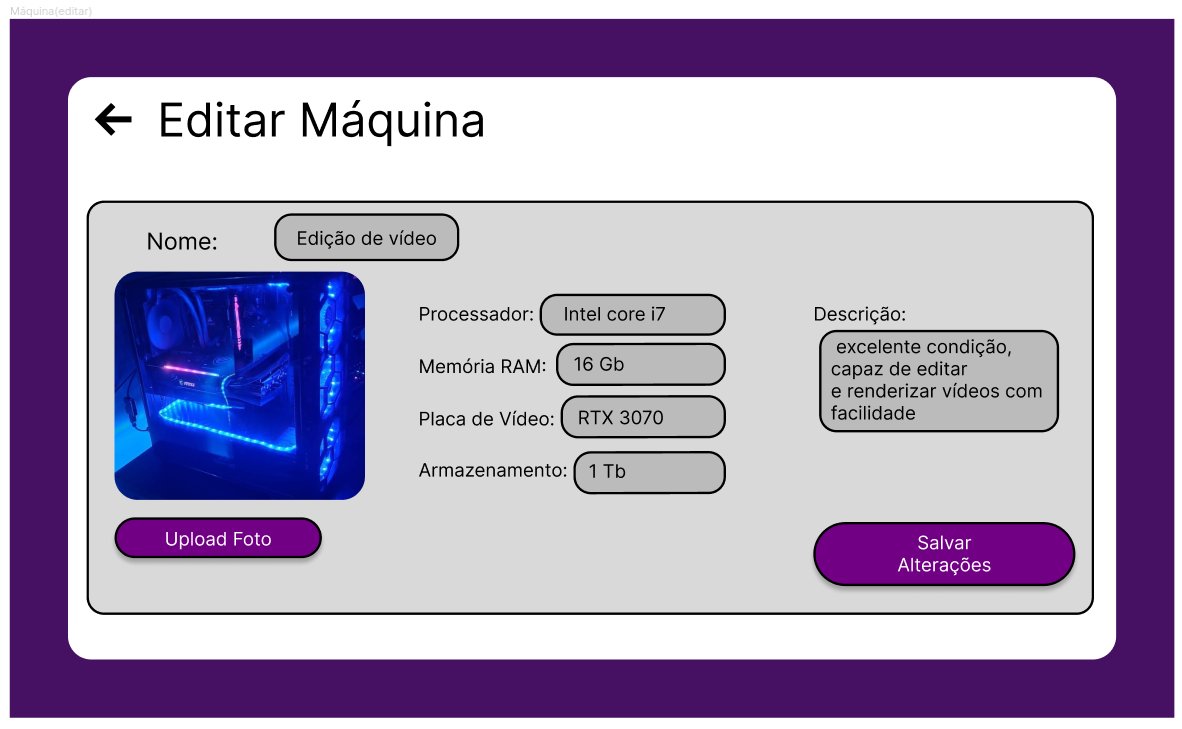 Máquina(editar)
Editar Máquina
Nome:
Edição de vídeo
Processador:
Intel core i7
Memória RAM:
16 Gb
Placa de Vídeo:
RTX 3070
Armazenamento:
1 Tb
Descrição:
excelente condição,
capaz de editar
e renderizar vídeos com
facilidade
Upload Foto
Salvar
Alterações